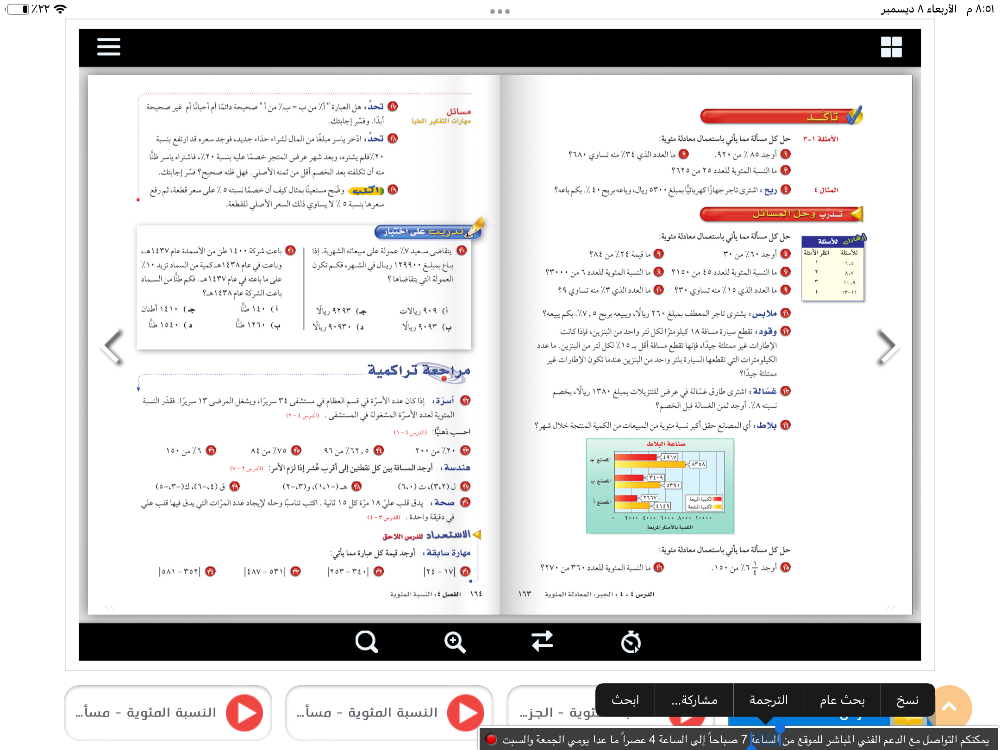 ٨:٥١ م الأربعاء ٨ ديسمبر
٪٢٢
تأكّد
الأمثلة ١-٣
حل كل مسألة مما يأتي باستعمال معادلة مئوية:
١ أوجد ٨٥ ٪ من ٩٢٠.
٢ ما العدد الذي ٣٤٪ منه تساوي ٦٨٠؟
٣ ما النسبة المئوية للعدد ٢٥ من ٦٢٥؟
المثال ٤
٤ ربح : اشترى تاجر جهازًا كهربائيًّا بمبلغ ٥٣٠٠ ريال، وباعه بربح ٤٠ ٪. بكم باعه؟
تـدرَّب وحلَّ المسائل
إرشادات للأسئلة
للأسئلة انظر الأمثلة
٥، ٦ ١
٧، ٨ ٢
٩، ١٠ ٣
١١-١٣ ٤
حل كل مسألة مما يأتي باستعمال معادلة مئوية:
٥ أوجد ٦٠٪ من ٣٠
٦ ما قيمة ٢٤٪ من ٨٤؟
٧ ما النسبة المئوية للعدد ٤٥ من ١٥٠؟
٨ ما النسبة المئوية للعدد ٦ من ٣٠٠٠؟
٩ ما العدد الذي ١٥٪ منه تساوي ٣٠؟
١٠ ما العدد الذي ٣٪ منه تساوي ٩؟
١١ ملابس : يشترى تاجر المعطف بمبلغ ٢٦٠ ريالًا، ويبيعه بربح ٧,٥٪. بكم يبيعه؟
١٢ وقود : تقطع سيارة مسافة ١٨ كيلومترًا لكل لتر واحد من البنزين، فإذا كانت
الإطارات غير ممتلئة جيدًا، فإنها تقطع مسافة أقل بـ ١٥٪ لكل لتر من البنزين. ما عدد
الكيلومترات التي تقطعها السيارة بلتر واحد من البنزين عندما تكون الإطارات غير
ممتلئة جيدًا؟
١٣ غسّالة : اشترى طارق غسّالة في عرض للتنزيلات بمبلغ ١٣٨٠ ريالًا، بخصم
نسبته ٨٪. أوجد ثمن الغسالة قبل الخصم؟
١٤ بلاط : أي المصانع حقق أكبر نسبة مئوية من المبيعات من الكمية المنتجة خلال شهر؟
صناعة البلاط
المصنع جـ ٤٩٦٧
٨٣٥٨
المصنع ب ٣٤٠٩
٥٣٩١
المصنع أ ٢٦٦٧
٤١٤٩
الكمية المبيعة
الكمية المنتجة
٠ ٢٠٠٠ ٤٠٠٠ ٦٠٠٠ ٨٠٠٠ ١٠٠٠٠
الكمية بالأمتار المربعة
حل كل مسألة مما يأتي باستعمال معادلة مئوية:
١٥ أوجد ٦ ١/٤ ٪ من ١٥٠.
١٦ ما النسبة المئوية للعدد ٣٦٠ من ٢٧٠؟
الدرس ٤ - ٤ : الجبر: المعادلة المئوية ١٦٣
مسائل
مهارات التفكير العليا
١٧ تحدٍّ : هل العبارة " أ٪ من ب = ب٪ من أ " صحيحة دائمًا أم أحيانًا أم غير صحيحة
أبدًا. وفسّر إجابتك.
١٨ تحدٍّ : ادّخر ياسر مبلغًا من المال لشراء حذاء جديد، فوجد سعره قد ارتفع بنسبة
٢٠٪ فلم يشتره، وبعد شهر عرض المتجر خصمًا عليه بنسبة ٢٠٪، فاشتراه ياسر ظنًّا
منه أن تكلفته بعد الخصم أقل من ثمنه الأصلي. فهل ظنه صحيح؟ فسّر إجابتك.
١٩ اكتب وضّح مستعينًا بمثال كيف أن خصمًا نسبته ٥ ٪ على سعر قطعة، ثم رفع
سعرها بنسبة ٥ ٪ لا يساوي ذلك السعر الأصلي للقطعة.
تدريب على اختبار
٢٠ يتقاضى سـعيد ٧٪ عمولة على مبيعاته الشهرية. إذا
بـاع بمبلـغ ١٢٩٩٠٠ ريـال في الشـهر، فكـم تكون
العمولة التي يتقاضاها ؟
أ ) ٩٠٩ ريالات
جـ) ٩٢٩٣ ريالًا
ب) ٩٠٩٣ ريالًا
د ) ٩٠٩٣٠ ريالًا
٢١ باعت شركة ١٤٠٠ طن من الأسمدة عام ١٤٣٧هـ،
وباعت في عام ١٤٣٨هـ كمية من السماد تزيد ١٠٪
على ما باعته في عام ١٤٣٧هـ . فكم طنًّا من السـماد
باعت الشركة عام ١٤٣٨هـ؟
أ ) ١٤٠ طنًّا
جـ) ١٤١٠ أطنان
ب) ١٢٦٠ طنًّا
د ) ١٥٤٠ طنًّا
مراجعة تراكمية
٢٢ أسرّة : إذا كان عدد الأسرّة في قسم العظام في مستشفى ٣٤ سريرًا، ويشغل المرضى ١٣ سريرًا. فقدّر النسبة
المئوية لعدد الأسرّة المشغولة في المستشفى . (الدرس ٤ - ٢)
احسب ذهنيًّا: (الدرس ٤ - ١)
٢٣ ٢٠٪ من ٢٠٠
٢٤ ٦٢,٥٪ من ٩٦
٢٥ ٧٥٪ من ٨٤
٢٦ ٦٪ من ١٥٠
هندسة : أوجد المسافة بين كل نقطتين إلى أقرب عُشر إذا لزم الأمر: (الدرس ٢ - ٧)
٢٧ ل (٣،٢)، ت (٦،٠)
٢٨ هـ (-١،١)، و(٣،-٢)
٢٩ ق (٤،-٦)، ك(-٣،-٥)
٣٠ صحة : يدق قلب عليّ ١٨ مرّة كل ١٥ ثانية . اكتب تناسبًا وحله لإيجاد عدد المرّات التي يدق فيها قلب علي
في دقيقة واحدة . (الدرس ٣ - ٤)
الاستعداد للدرس اللاحق
مهارة سابقة : أوجد قيمة كل عبارة مما يأتي:
٣١ |١٧ - ٢٤|
٣٢ |٣٤٠ - ٢٥٣|
٣٣ |٥٣١ - ٤٨٧|
٣٤ |٣٥٢ - ٥٨١|
١٦٤ الفصل ٤ : النسبة المئوية
نسخ بحث عام الترجمة مشاركة... ابحث
ئوية - الجز...
النسبة المئوية - مسأ...
النسبة المئوية - مسأ...
يمكنكم التواصل مع الدعم الفني المباشر للموقع من الساعة 7 صباحاً إلى الساعة 4 عصراً ما عدا يومي الجمعة والسبت